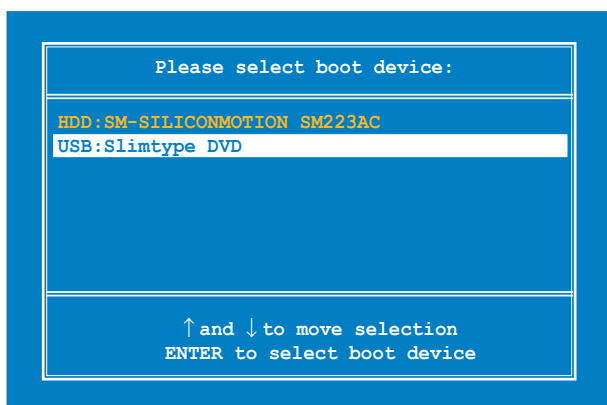 Please select boot device:
HDD:SM-SILICONMOTION SM223AC
USB:Slimtype DVD
↑and ↓to move selection
ENTER to select boot device